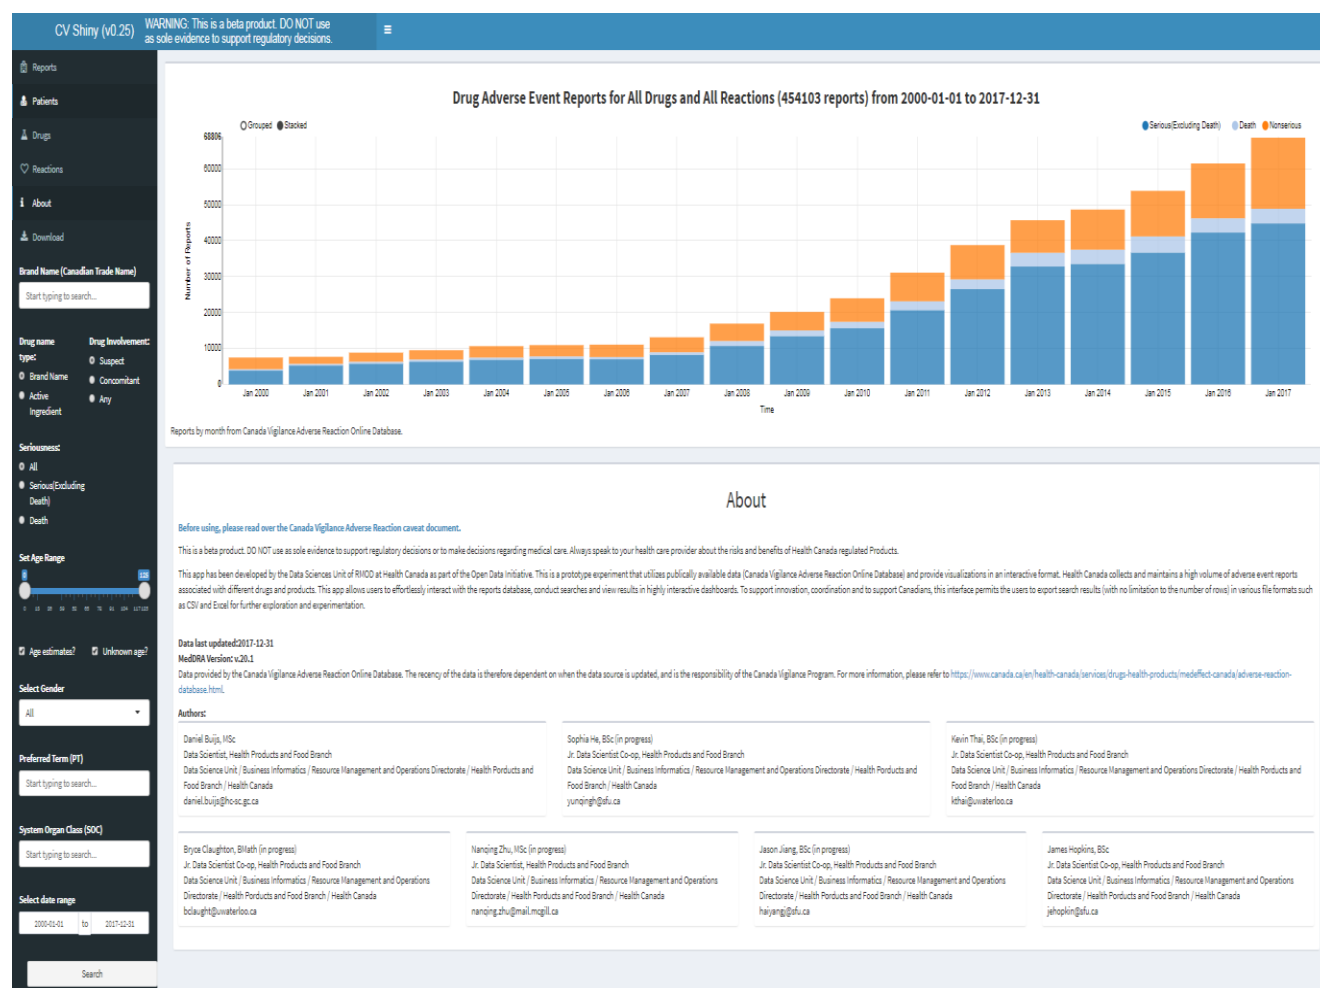 CV Shiny (v0.25)
WARNING: This is a beta product. DO NOT use
as sole evidence to support regulatory decisions.
Reports
Patients
Drugs
Reactions
About
Download
Brand Name (Canadian Trade Name)
Start typing to search...
Drug name
type:
Brand Name
Active
Ingredient
Drug Involvement:
Suspect
Concomitant
Any
Seriousness:
All
Serious(Excluding
Death)
Death
Set Age Range
0
Age estimates?
Unknown age?
Select Gender
All
Preferred Term (PT)
Start typing to search...
System Organ Class (SOC)
Start typing to search...
Select date range
2000-01-01 to 2017-12-31
Search
Drug Adverse Event Reports for All Drugs and All Reactions (454103 reports) from 2000-01-01 to 2017-12-31
Grouped Stacked
Serious(Excluding Death) Death Nonserious
Number of Reports
68806
60000
50000
40000
30000
20000
10000
0
Jan 2000 Jan 2001 Jan 2002 Jan 2003 Jan 2004 Jan 2005 Jan 2006 Jan 2007 Jan 2008 Jan 2009 Jan 2010 Jan 2011 Jan 2012 Jan 2013 Jan 2014 Jan 2015 Jan 2016 Jan 2017
Time
Reports by month from Canada Vigilance Adverse Reaction Online Database.
About
Before using, please read over the Canada Vigilance Adverse Reaction caveat document.
This is a beta product. DO NOT use as sole evidence to support regulatory decisions or to make decisions regarding medical care. Always speak to your health care provider about the risks and benefits of Health Canada regulated Products.
This app has been developed by the Data Sciences Unit of RMOD at Health Canada as part of the Open Data Initiative. This is a prototype experiment that utilizes publically available data (Canada Vigilance Adverse Reaction Online Database) and provide visualizations in an interactive format. Health Canada collects and maintains a high volume of adverse event reports
associated with different drugs and products. This app allows users to effortlessly interact with the reports database, conduct searches and view results in highly interactive dashboards. To support innovation, coordination and to support Canadians, this interface permits the users to export search results (with no limitation to the number of rows) in various file formats such
as CSV and Excel for further exploration and experimentation.
Data last updated:2017-12-31
MedDRA Version: v.20.1
Data provided by the Canada Vigilance Adverse Reaction Online Database. The recency of the data is therefore dependent on when the data source is updated, and is the responsibility of the Canada Vigilance Program. For more information, please refer to https://www.canada.ca/en/health-canada/services/drugs-health-products/medeffect-canada/adverse-reaction-
database.html.
Authors:
Daniel Buijs, MSc
Data Scientist, Health Products and Food Branch
Data Science Unit / Business Informatics / Resource Management and Operations Directorate / Health Porducts and
Food Branch / Health Canada
daniel.buijs@hc-sc.gc.ca
Sophia He, BSc (in progress)
Jr. Data Scientist Co-op, Health Products and Food Branch
Data Science Unit / Business Informatics / Resource Management and Operations Directorate / Health Porducts and
Food Branch / Health Canada
yunqingh@sfu.ca
Kevin Thai, BSc (in progress)
Jr. Data Scientist Co-op, Health Products and Food Branch
Data Science Unit / Business Informatics / Resource Management and Operations Directorate / Health Porducts and
Food Branch / Health Canada
kthai@uwaterloo.ca
Bryce Claughton, BMath (in progress)
Jr. Data Scientist Co-op, Health Products and Food Branch
Data Science Unit / Business Informatics / Resource Management and Operations
Directorate / Health Porducts and Food Branch / Health Canada
bclaught@uwaterloo.ca
Nanqing Zhu, MSc (in progress)
Jr. Data Scientist, Health Products and Food Branch
Data Science Unit / Business Informatics / Resource Management and Operations
Directorate / Health Porducts and Food Branch / Health Canada
nanqing.zhu@mail.mcgill.ca
Jason Jiang, BSc (in progress)
Jr. Data Scientist Co-op, Health Products and Food Branch
Data Science Unit / Business Informatics / Resource Management and Operations
Directorate / Health Porducts and Food Branch / Health Canada
haiyangj@sfu.ca
James Hopkins, BSc
Jr. Data Scientist Co-op, Health Products and Food Branch
Data Science Unit / Business Informatics / Resource Management and Operations
Directorate / Health Porducts and Food Branch / Health Canada
jehopkin@sfu.ca